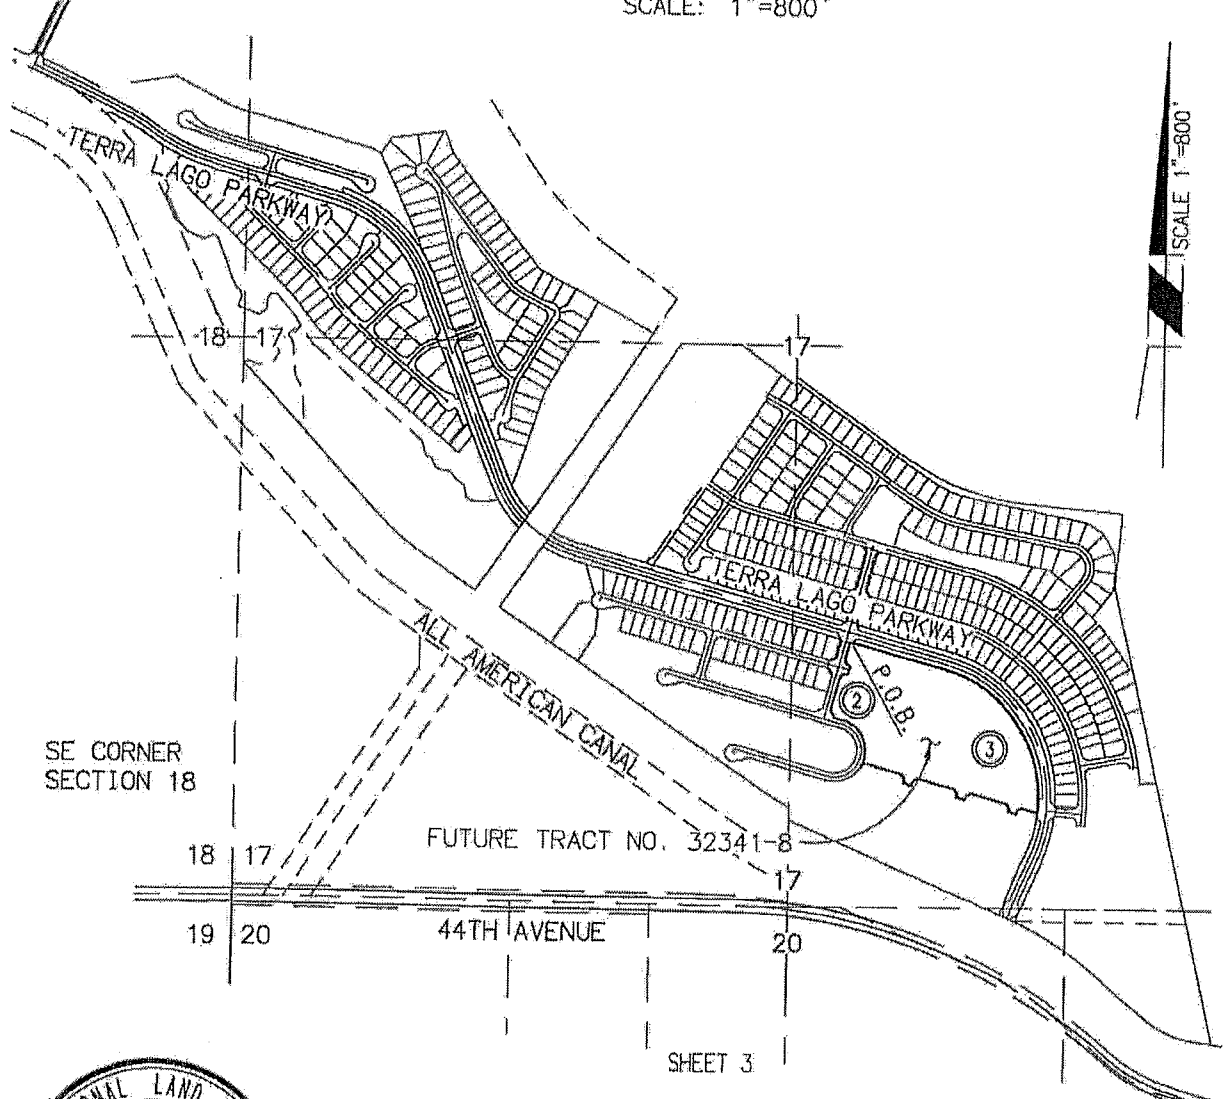 SCALE: 1"=800'
SCALE 1"=800'
TERRA LAGO PARKWAY
18 17
17
TERRA LAGO PARKWAY
ALL AMERICAN CANAL
P.O.B.
2
3
SE CORNER
SECTION 18
FUTURE TRACT NO. 32341-8
18 17
17
19 20
44TH AVENUE
20
SHEET 3
NAL LAND